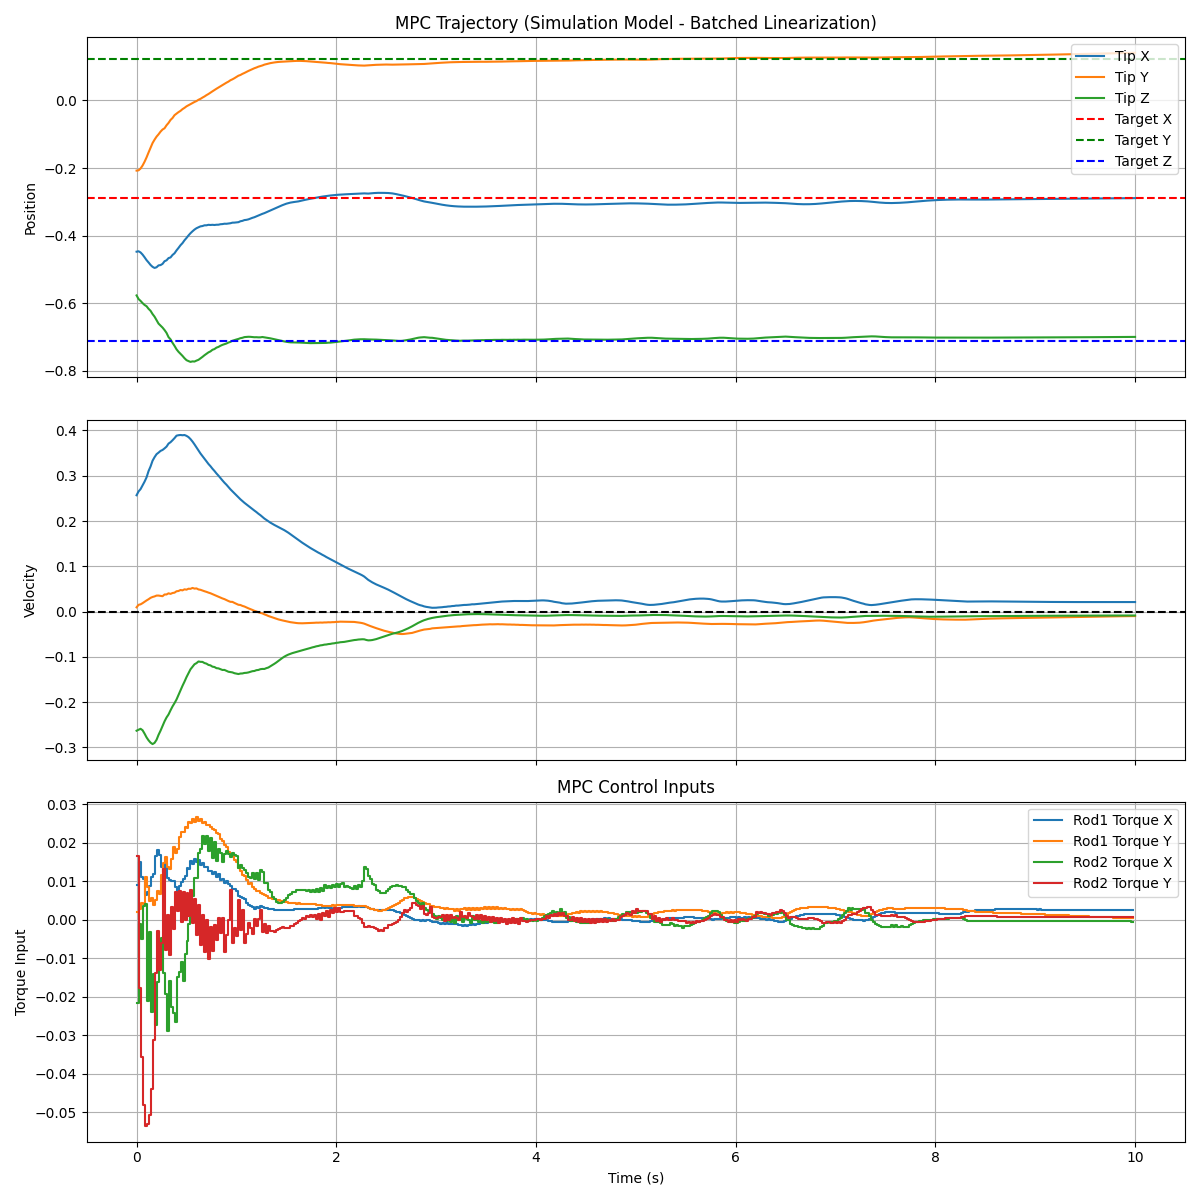 MPC Trajectory (Simulation Model - Batched Linearization)
0.0
−0.2
−0.4
−0.6
−0.8
Position
Tip X
Tip Y
Tip Z
Target X
Target Y
Target Z
0.4
0.3
0.2
0.1
0.0
−0.1
−0.2
−0.3
Velocity
MPC Control Inputs
0.03
0.02
0.01
0.00
−0.01
−0.02
−0.03
−0.04
−0.05
Torque Input
Rod1 Torque X
Rod1 Torque Y
Rod2 Torque X
Rod2 Torque Y
0 2 4 6 8 10
Time (s)